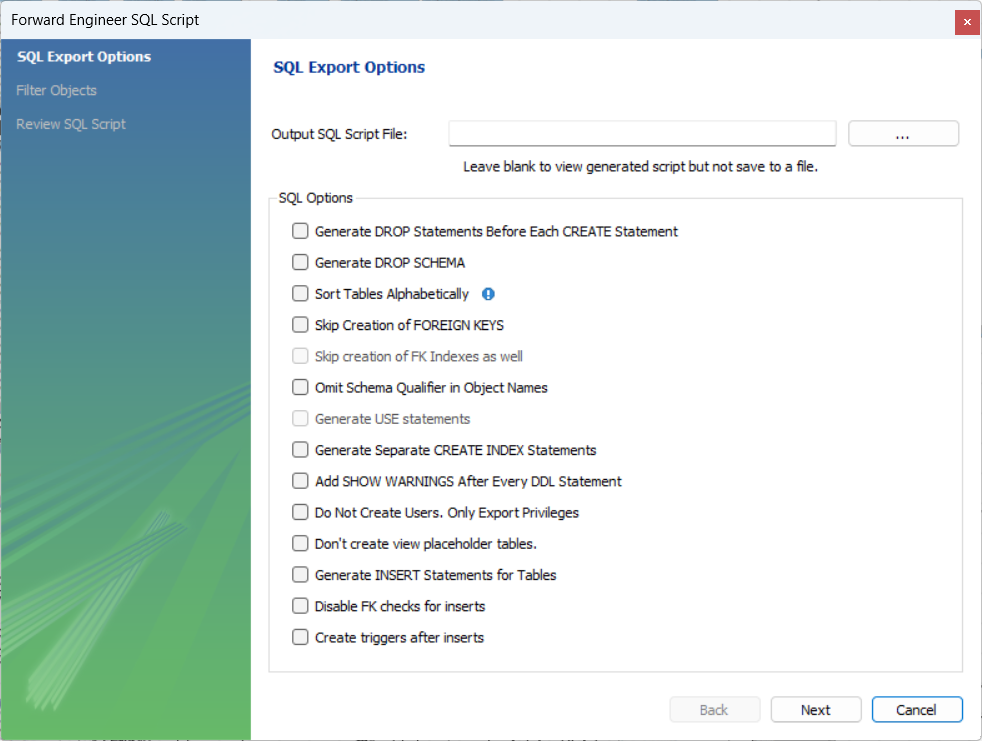 Forward Engineer SQL Script
SQL Export Options
Filter Objects
Review SQL Script
SQL Export Options
Output SQL Script File:
...
Leave blank to view generated script but not save to a file.
SQL Options
Generate DROP Statements Before Each CREATE Statement
Generate DROP SCHEMA
Sort Tables Alphabetically
Skip Creation of FOREIGN KEYS
Skip creation of FK Indexes as well
Omit Schema Qualifier in Object Names
Generate USE statements
Generate Separate CREATE INDEX Statements
Add SHOW WARNINGS After Every DDL Statement
Do Not Create Users. Only Export Privileges
Don't create view placeholder tables.
Generate INSERT Statements for Tables
Disable FK checks for inserts
Create triggers after inserts
Back Next Cancel